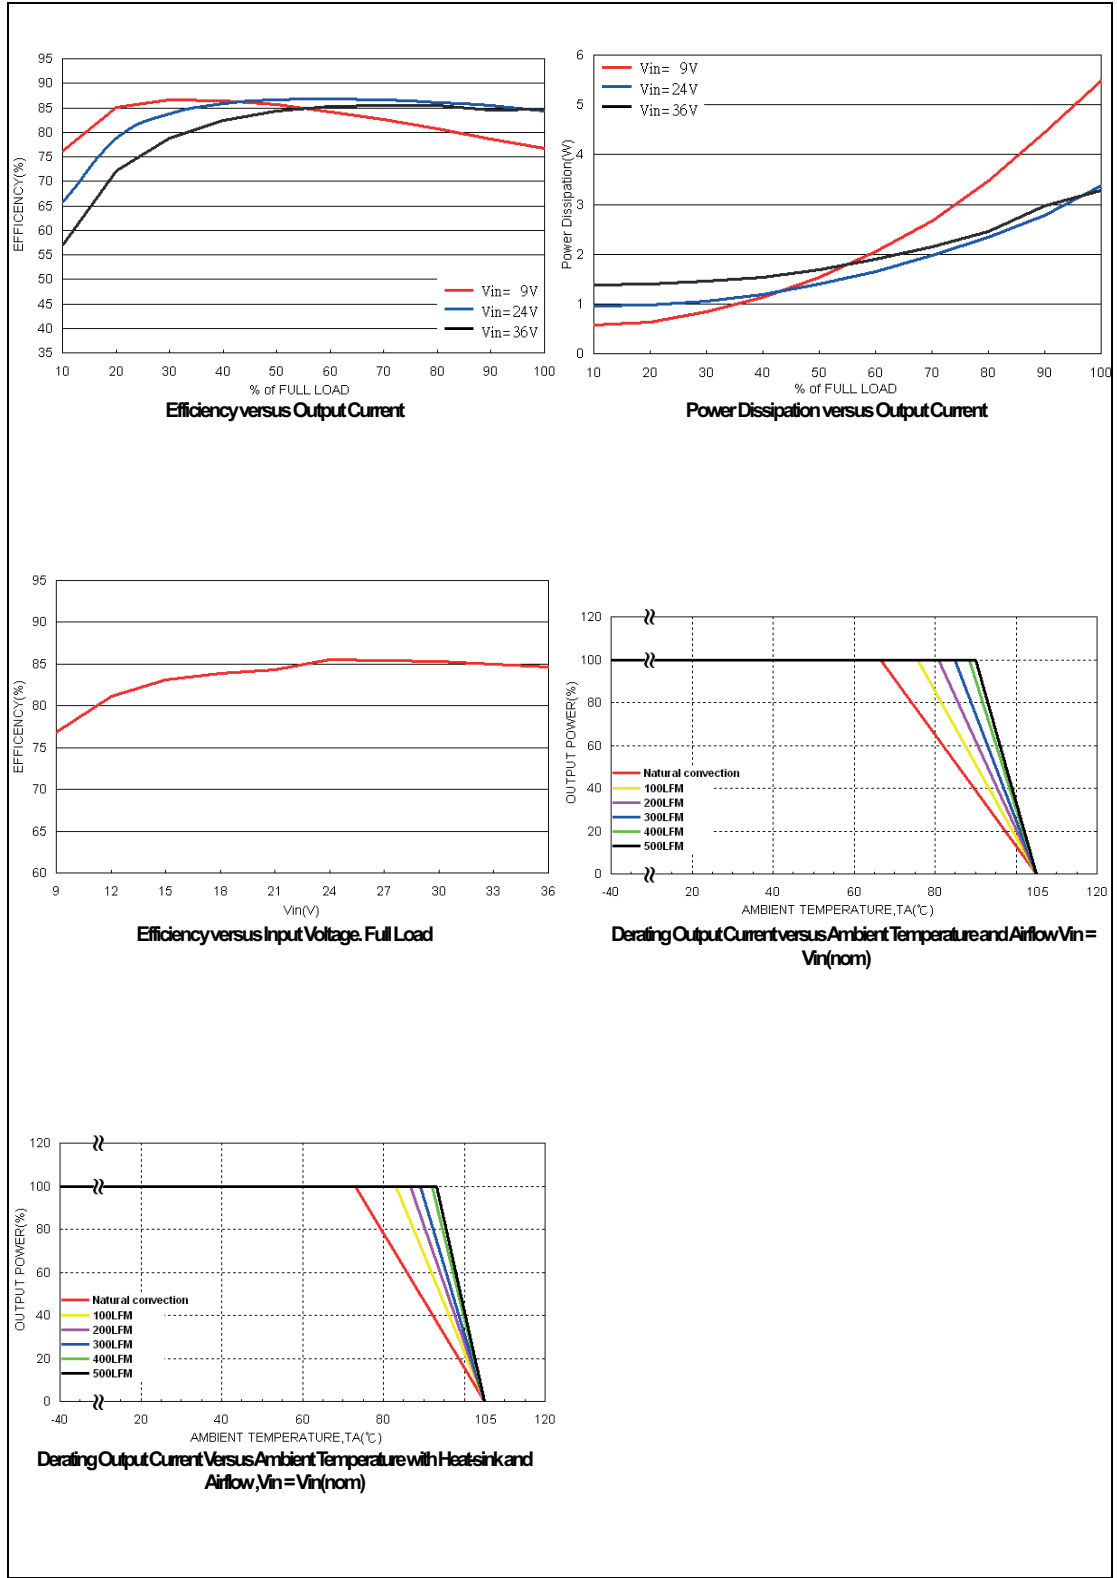 95
90
85
80
75
70
65
60
55
50
45
40
35
EFFICENCY(%)
Vin= 9V
Vin=24V
Vin=36V
10 20 30 40 50 60 70 80 90 100
% of FULL LOAD
Efficiency versus Output Current
6
5
4
3
2
1
0
Power Dissipation(W)
Vin= 9V
Vin=24V
Vin=36V
10 20 30 40 50 60 70 80 90 100
% of FULL LOAD
Power Dissipation versus Output Current
95
90
85
80
75
70
65
60
EFFICENCY(%)
9 12 15 18 21 24 27 30 33 36
Vin(V)
Efficiency versus Input Voltage. Full Load
120
100
80
60
40
20
0
OUTPUT POWER(%)
Natural convection
100LFM
200LFM
300LFM
400LFM
500LFM
-40 20 40 60 80 105 120
AMBIENT TEMPERATURE,TA(℃)
Derating Output Current versus Ambient Temperature and Airflow Vin =
Vin(nom)
120
100
80
60
40
20
0
OUTPUT POWER(%)
Natural convection
100LFM
200LFM
300LFM
400LFM
500LFM
-40 20 40 60 80 105 120
AMBIENT TEMPERATURE,TA(℃)
Derating Output Current Versus Ambient Temperature with Heat-sink and
Airflow, Vin = Vin(nom)